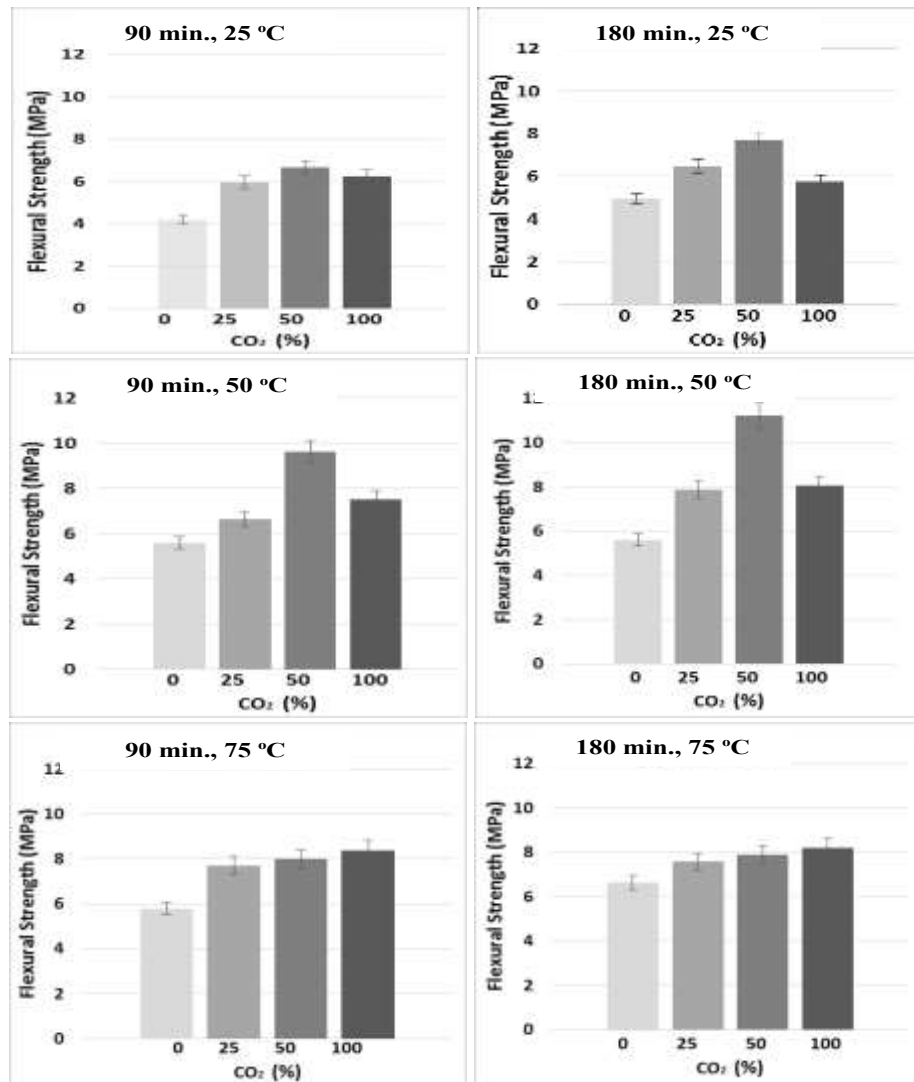 90 min., 25 ºC
12
10
8
6
4
2
0
Flexural Strength (MPa)
0 25 50 100
CO₂ (%)
180 min., 25 ºC
12
10
8
6
4
2
0
Flexural Strength (MPa)
0 25 50 100
CO₂ (%)
90 min., 50 ºC
12
10
8
6
4
2
0
Flexural Strength (MPa)
0 25 50 100
CO₂ (%)
180 min., 50 ºC
12
10
8
6
4
2
0
Flexural Strength (MPa)
0 25 50 100
CO₂ (%)
90 min., 75 ºC
12
10
8
6
4
2
0
Flexural Strength (MPa)
0 25 50 100
CO₂ (%)
180 min., 75 ºC
12
10
8
6
4
2
0
Flexural Strength (MPa)
0 25 50 100
CO₂ (%)